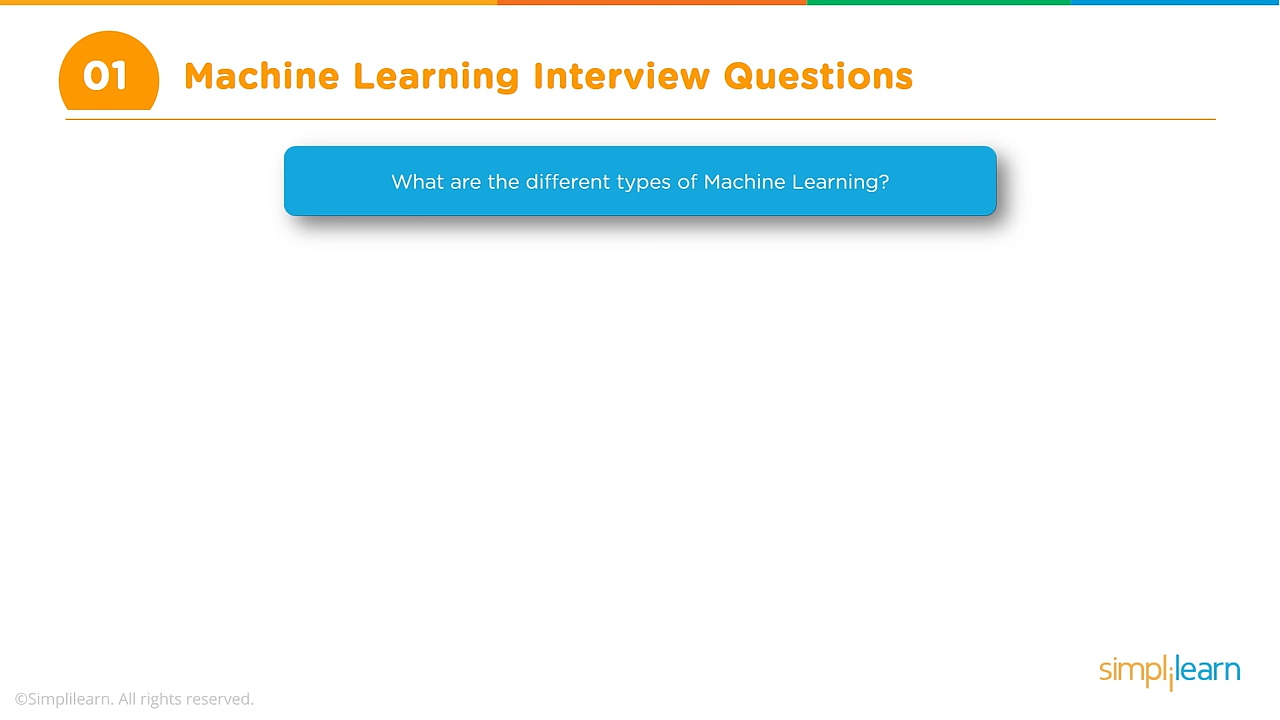 01
Machine Learning Interview Questions
What are the different types of Machine Learning?
simplilearn
©Simplilearn. All rights reserved.